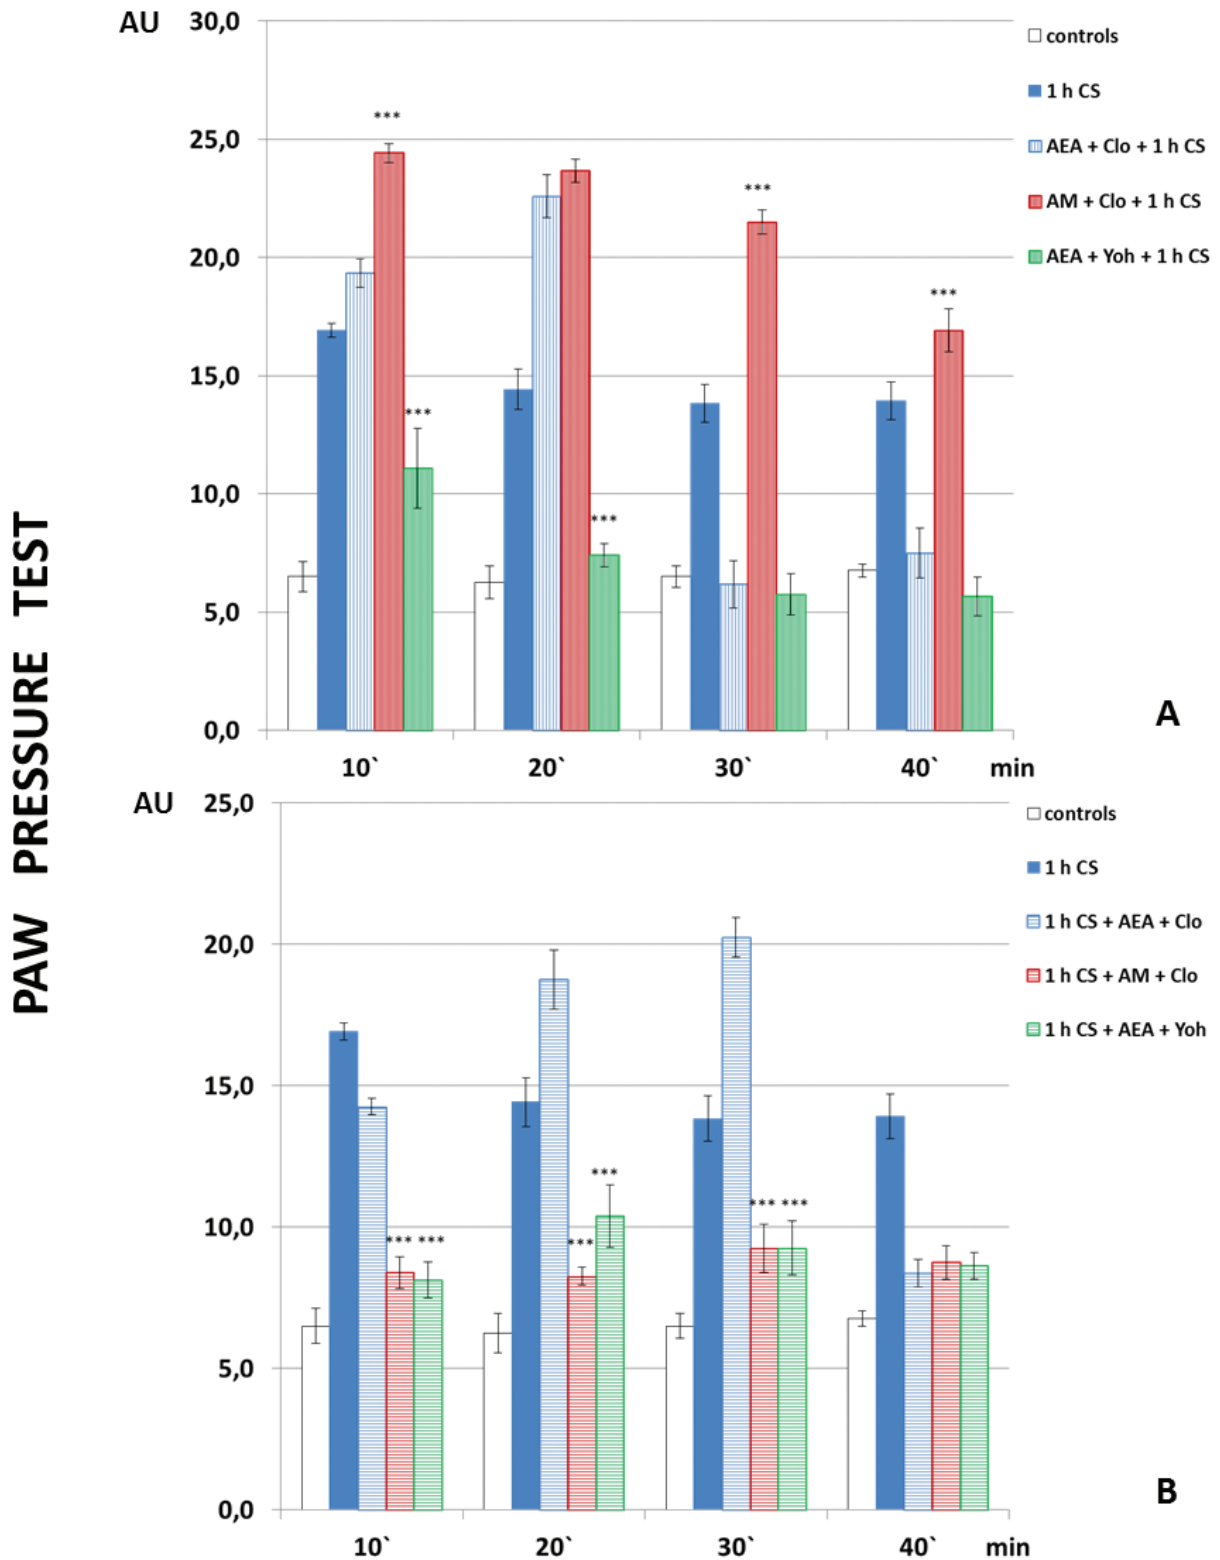 PAW PRESSURE TEST
AU
30,0
25,0
20,0
15,0
10,0
5,0
0,0
***
***
***
***
***
10` 20` 30` 40` min
controls
1 h CS
AEA + Clo + 1 h CS
AM + Clo + 1 h CS
AEA + Yoh + 1 h CS
A
AU
25,0
20,0
15,0
10,0
5,0
0,0
*** ***
***
***
*** ***
10` 20` 30` 40` min
controls
1 h CS
1 h CS + AEA + Clo
1 h CS + AM + Clo
1 h CS + AEA + Yoh
B